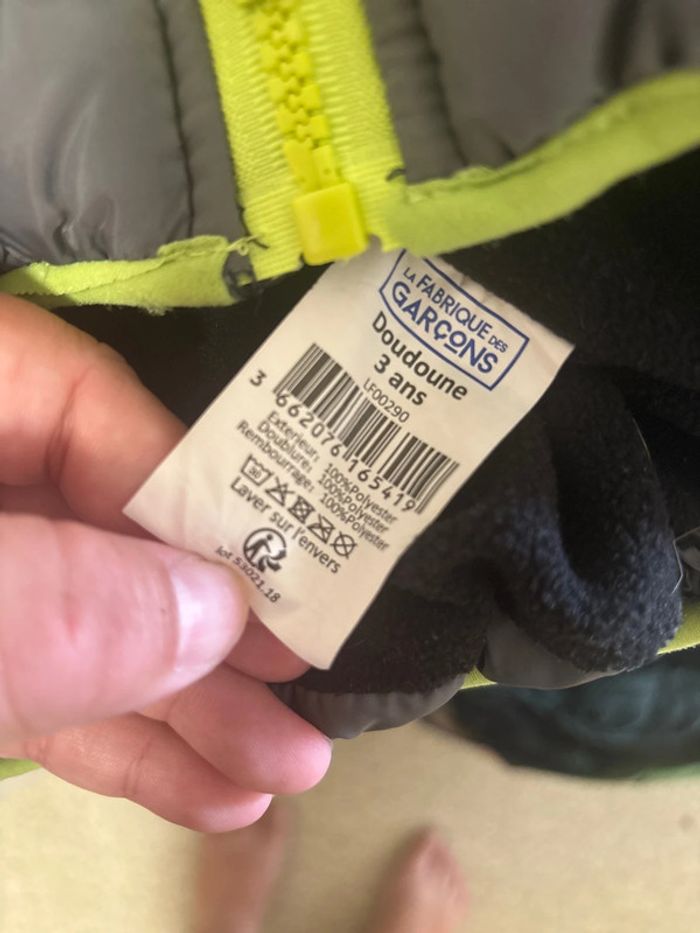 LA FABRIQUE DES
GARÇONS
Doudoune
3 ans
LF00290
3 662076 165419
Exterieur: 100%Polyester
Doublure: 100%Polyester
Rembourrage: 100%Polyester
30
Laver sur l'envers
lot 53021.18